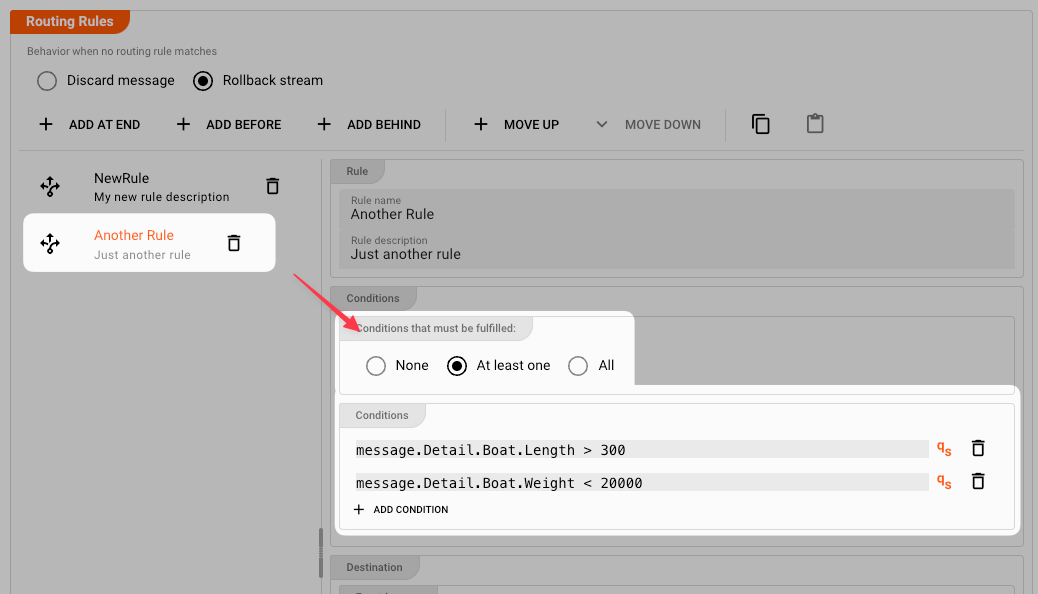 Routing Rules
Behavior when no routing rule matches
Discard message
Rollback stream
ADD AT END
ADD BEFORE
ADD BEHIND
MOVE UP
MOVE DOWN
NewRule
My new rule description
Another Rule
Just another rule
Rule
Rule name
Another Rule
Rule description
Just another rule
Conditions
Conditions that must be fulfilled:
None
At least one
All
Conditions
message.Detail.Boat.Length > 300
qs
message.Detail.Boat.Weight < 20000
qs
ADD CONDITION
Destination